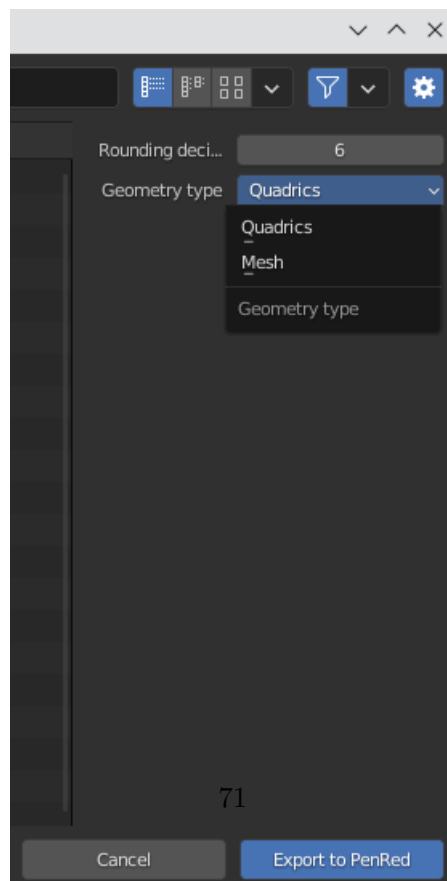 Rounding deci... 6
Geometry type Quadrics
Quadrics
Mesh
Geometry type
71
Cancel Export to PenRed